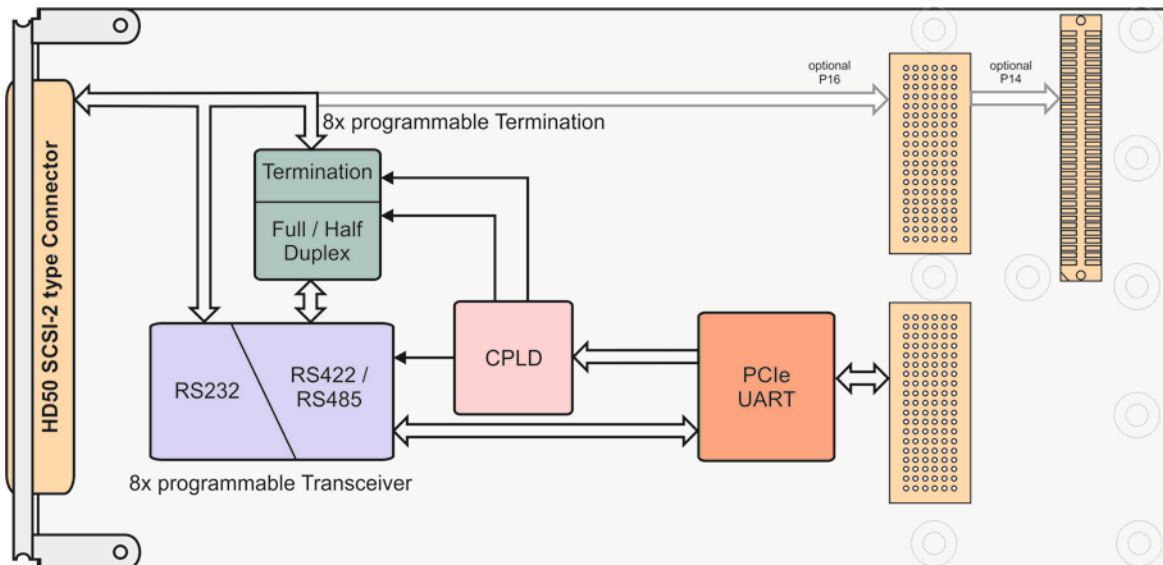 optional
P16
optional
P14
HD50 SCSI-2 type Connector
8x programmable Termination
Termination
Full / Half
Duplex
RS232
RS422 /
RS485
CPLD
PCIe
UART
8x programmable Transceiver